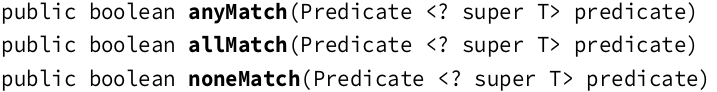 public boolean anyMatch(Predicate <? super T> predicate)
public boolean allMatch(Predicate <? super T> predicate)
public boolean noneMatch(Predicate <? super T> predicate)